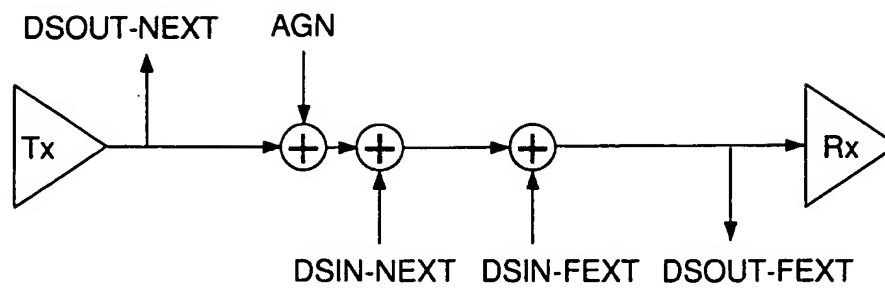 DSOUT-NEXT AGN
Tx + + + Rx
DSIN-NEXT DSIN-FEXT DSOUT-FEXT